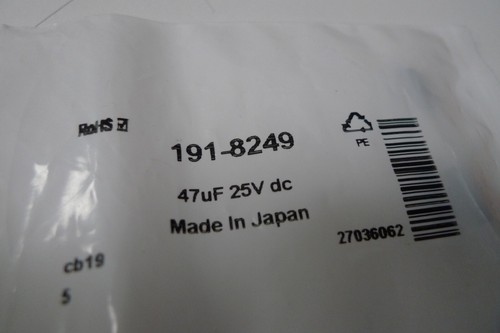 RoHS
191-8249
PE
47uF 25V dc
Made In Japan
27036062
cb19
5